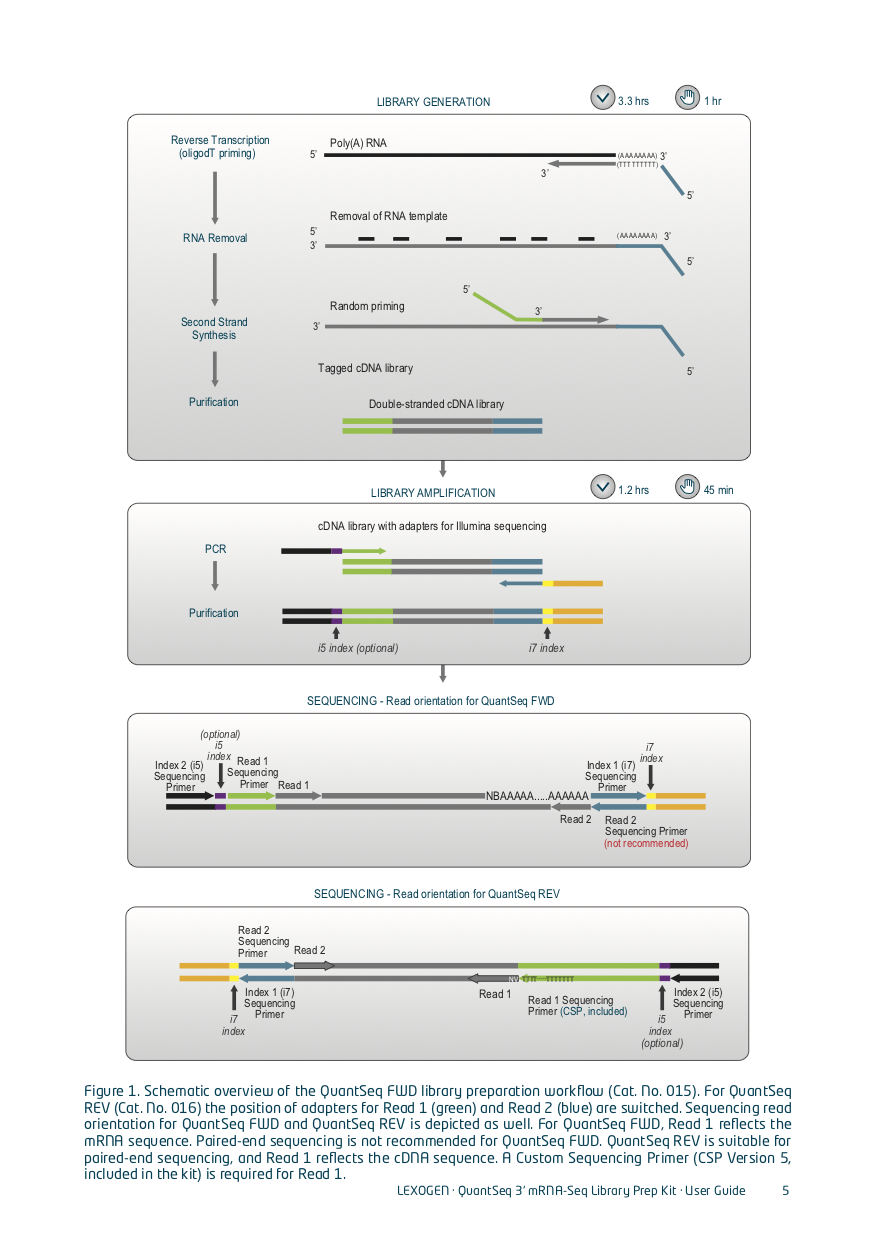 LIBRARY GENERATION
3.3 hrs
1 hr
Reverse Transcription
(oligodT priming)
Poly(A) RNA
5’
(AAAAAAAA) 3’
(TTTTTTTTT)
3’
5’
Removal of RNA template
RNA Removal
5’
3’
(AAAAAAAA) 3’
5’
5’
Random priming
3’
Second Strand
Synthesis
3’
5’
Tagged cDNA library
Purification
Double-stranded cDNA library
LIBRARY AMPLIFICATION
1.2 hrs
45 min
cDNA library with adapters for Illumina sequencing
PCR
Purification
i5 index (optional)
i7 index
SEQUENCING - Read orientation for QuantSeq FWD
(optional)
i5
index
Index 2 (i5)
Sequencing
Primer
Read 1
Sequencing
Primer
Read 1
i7
index
Index 1 (i7)
Sequencing
Primer
NBAAAAA.....AAAAAA
Read 2
Read 2
Sequencing Primer
(not recommended)
SEQUENCING - Read orientation for QuantSeq REV
Read 2
Sequencing
Primer
Read 2
Index 1 (i7)
Sequencing
Primer
i7
index
Read 1
NV
Read 1 Sequencing
Primer (CSP, included)
Index 2 (i5)
Sequencing
Primer
i5
index
(optional)
Figure 1. Schematic overview of the QuantSeq FWD library preparation workflow (Cat. No. 015). For QuantSeq
REV (Cat. No. 016) the position of adapters for Read 1 (green) and Read 2 (blue) are switched. Sequencing read
orientation for QuantSeq FWD and QuantSeq REV is depicted as well. For QuantSeq FWD, Read 1 reflects the
mRNA sequence. Paired-end sequencing is not recommended for QuantSeq FWD. QuantSeq REV is suitable for
paired-end sequencing, and Read 1 reflects the cDNA sequence. A Custom Sequencing Primer (CSP Version 5,
included in the kit) is required for Read 1.
LEXOGEN · QuantSeq 3’ mRNA-Seq Library Prep Kit · User Guide 5